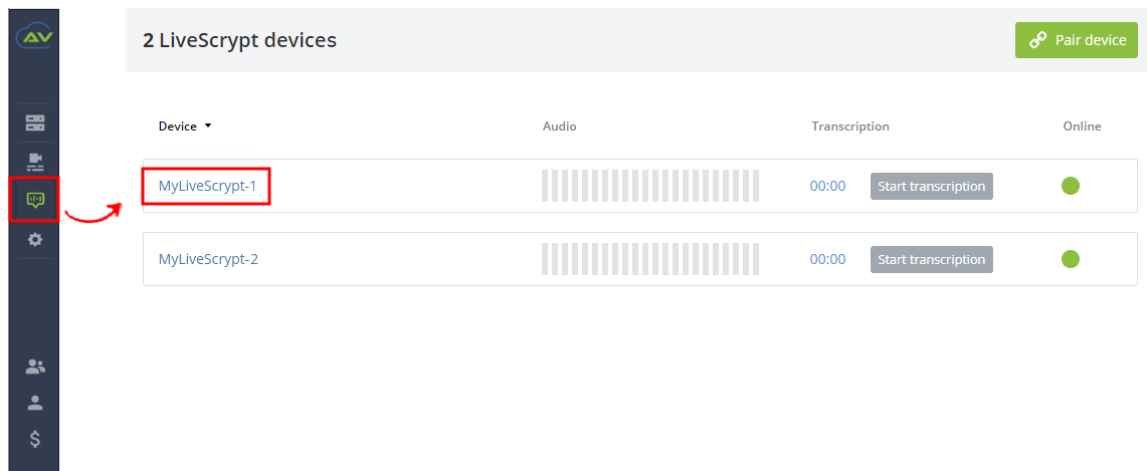 AV
2 LiveScrypt devices
Pair device
Device Audio Transcription Online
MyLiveScrypt-1 00:00 Start transcription
MyLiveScrypt-2 00:00 Start transcription
$